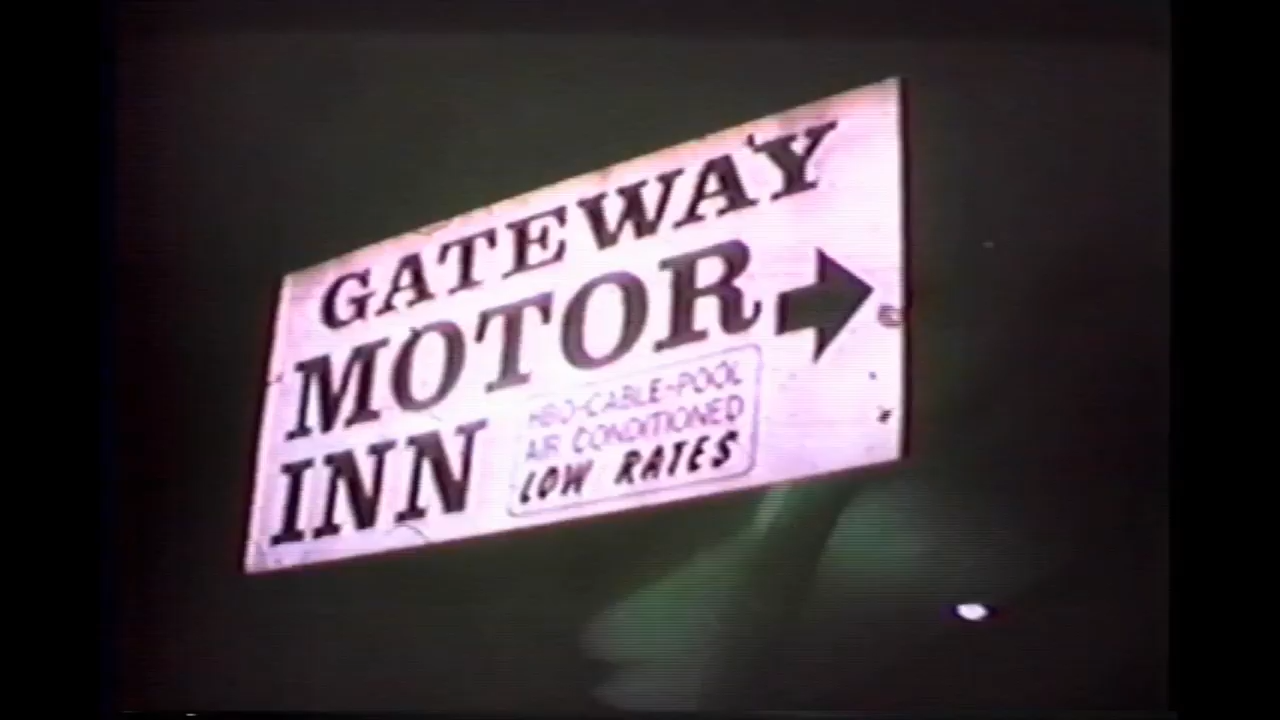 GATEWAY
MOTOR
INN
HBO-CABLE-POOL
AIR CONDITIONED
LOW RATES